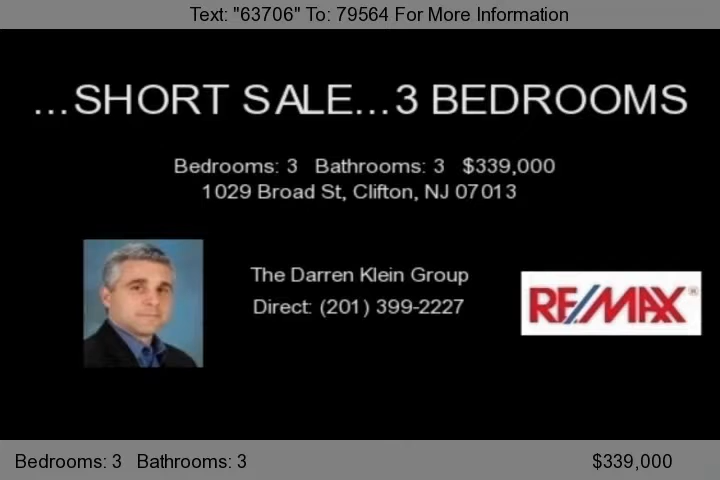 Text: "63706" To: 79564 For More Information
...SHORT SALE...3 BEDROOMS
Bedrooms: 3 Bathrooms: 3 $339,000
1029 Broad St, Clifton, NJ 07013
The Darren Klein Group
Direct: (201) 399-2227
RE/MAX®
Bedrooms: 3 Bathrooms: 3 $339,000